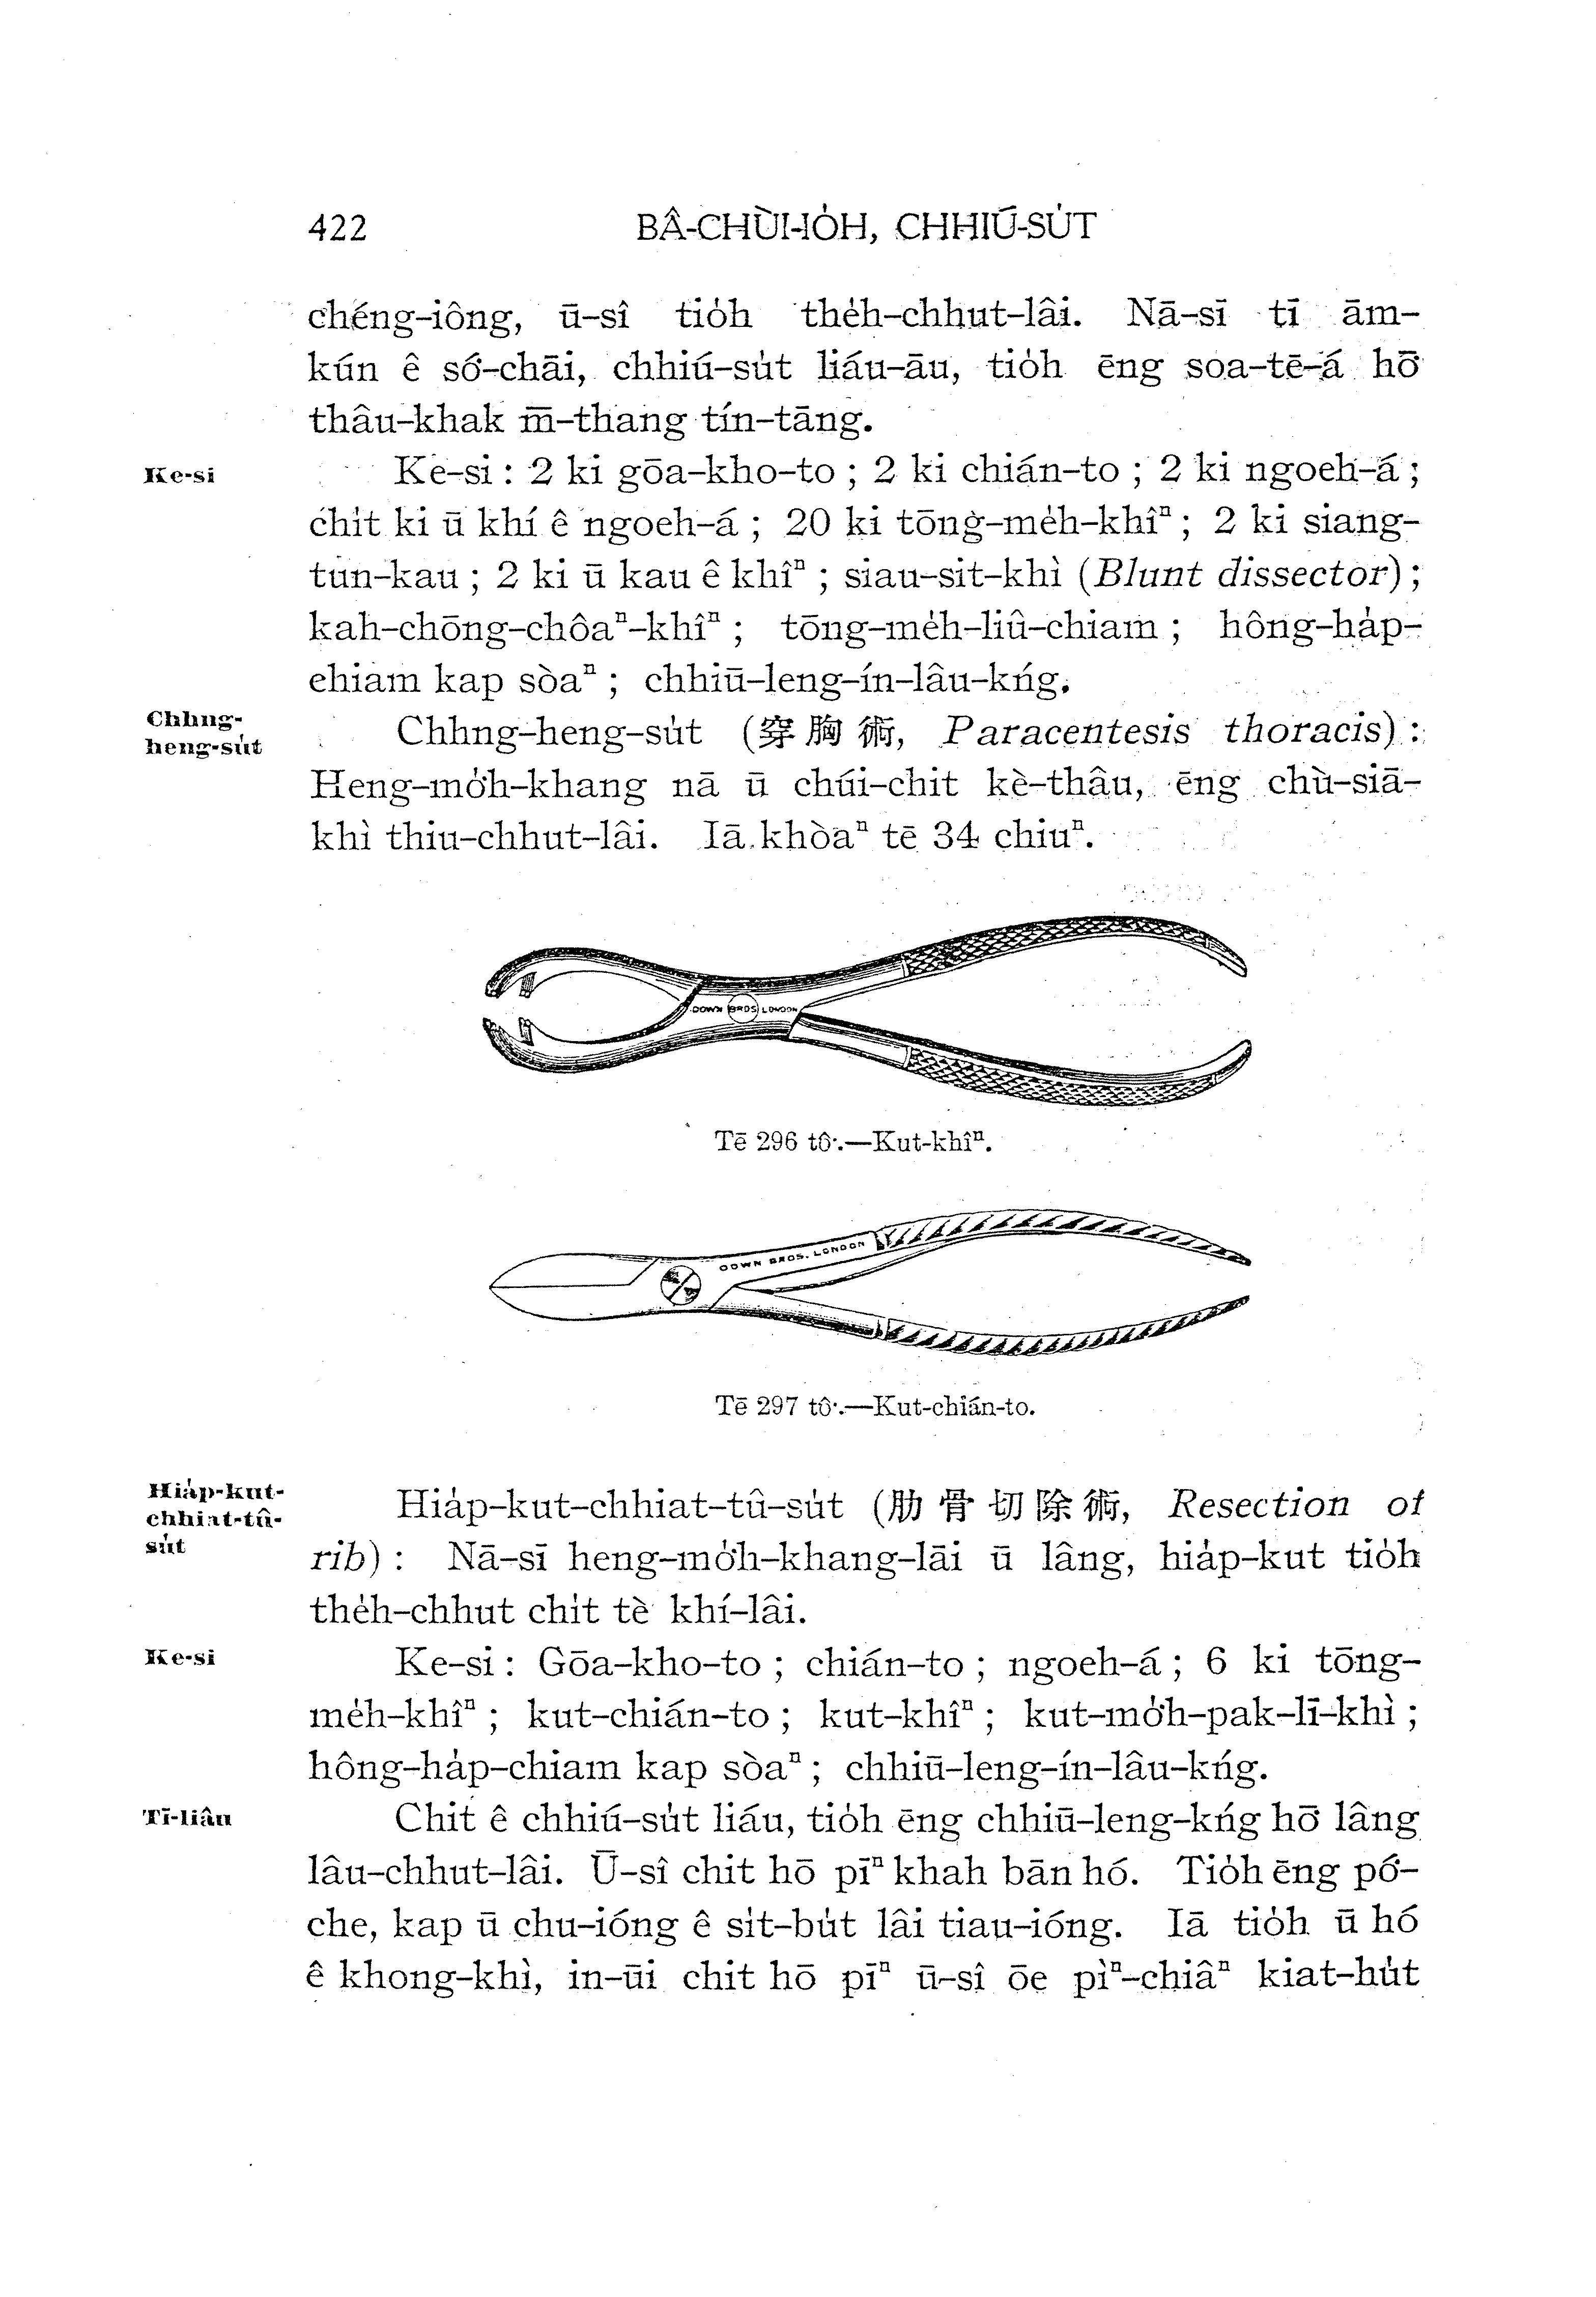 422 BÂ-CHÙI-IO̍H, CHHIÚ-SU̍T
chéng-iông, ū-sî tio̍h the̍h-chhut-lâi. Nā-sī tī ām-
kún ê só͘-chāi, chhiú-su̍t liáu-āu, tio̍h ēng soa-tē-á hō͘
thâu-khak m̄-thang tín-tāng.
Ke-si
Ke-si : 2 ki gōa-kho-to ; 2 ki chián-to ; 2 ki ngoeh-á ;
chi̍t ki ū khí ê ngoeh-á ; 20 ki tōng-me̍h-khîⁿ ; 2 ki siang-
tun-kau ; 2 ki ū kau ê khîⁿ ; siau-sit-khì (Blunt dissector) ;
kah-chōng-chôaⁿ-khîⁿ ; tōng-me̍h-liû-chiam ; hông-ha̍p-
chiam kap sòaⁿ ; chhiū-leng-ín-lâu-kńg.
Chhng-
heng-su̍t
Chhng-heng-su̍t (穿胸術, Paracentesis thoracis) :
Heng-mo̍͘h-khang nā ū chúi-chit kè-thâu, ēng chù-siā-
khì thiu-chhut-lâi. Iā khòaⁿ tē 34 chiuⁿ.
DOWN BROS LONDON
Tē 296 tô͘.—Kut-khîⁿ.
DOWN BROS. LONDON
Tē 297 tô͘.—Kut-chián-to.
Hia̍p-kut-
chhiat-tû-
su̍t
Hia̍p-kut-chhiat-tû-su̍t (肋骨切除術, Resection of
rib) : Nā-sī heng-mo̍͘h-khang-lāi ū lâng, hia̍p-kut tio̍h
the̍h-chhut chi̍t tè khí-lâi.
Ke-si
Ke-si : Gōa-kho-to ; chián-to ; ngoeh-á ; 6 ki tōng-
me̍h-khîⁿ ; kut-chián-to ; kut-khîⁿ ; kut-mo̍͘h-pak-lī-khì ;
hông-ha̍p-chiam kap sòaⁿ ; chhiū-leng-ín-lâu-kńg.
Tī-liâu
Chit ê chhiú-su̍t liáu, tio̍h ēng chhiū-leng-kńg hō͘ lâng
lâu-chhut-lâi. Ū-sî chit hō pīⁿ khah bān hó. Tio̍h ēng pó͘-
che, kap ū chu-ióng ê si̍t-bu̍t lâi tiau-ióng. Iā tio̍h ū hó
ê khong-khì, in-ūi chit hō pīⁿ ū-sî ōe pìⁿ-chiâⁿ kiat-hu̍t